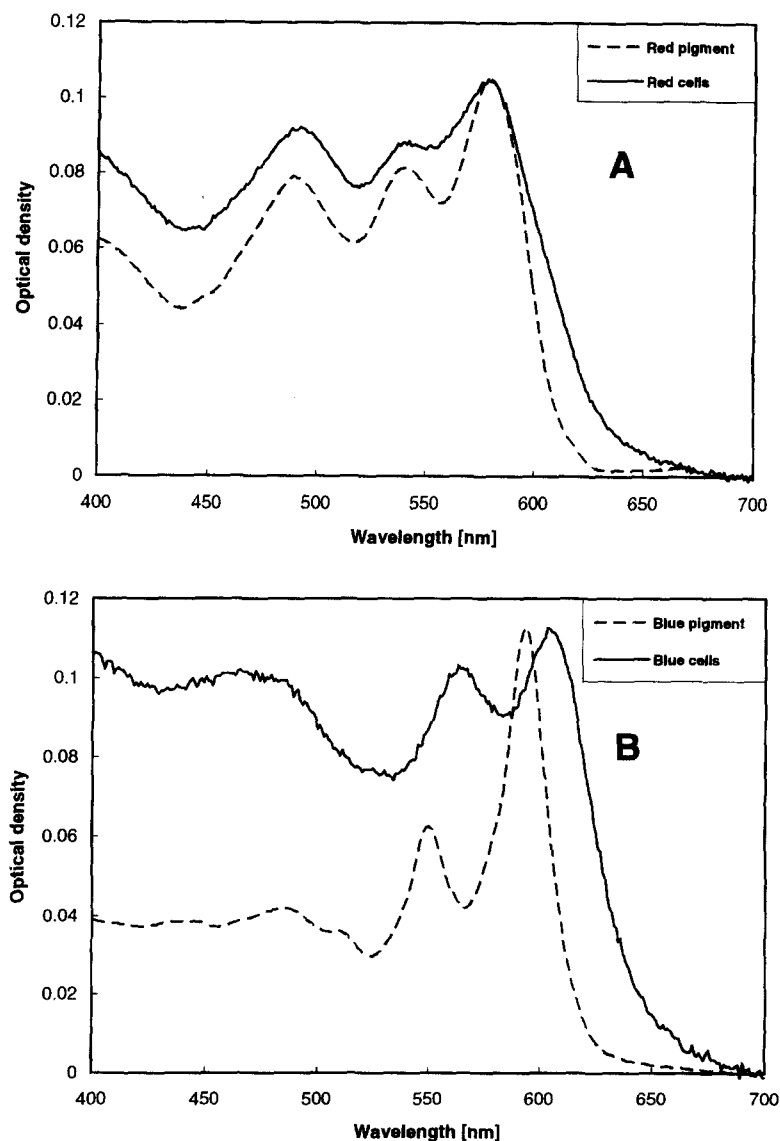 0.12
0.1
0.08
0.06
0.04
0.02
0
Optical density
Red pigment
Red cells
A
400 450 500 550 600 650 700
Wavelength [nm]
0.12
0.1
0.08
0.06
0.04
0.02
0
Optical density
Blue pigment
Blue cells
B
400 450 500 550 600 650 700
Wavelength [nm]